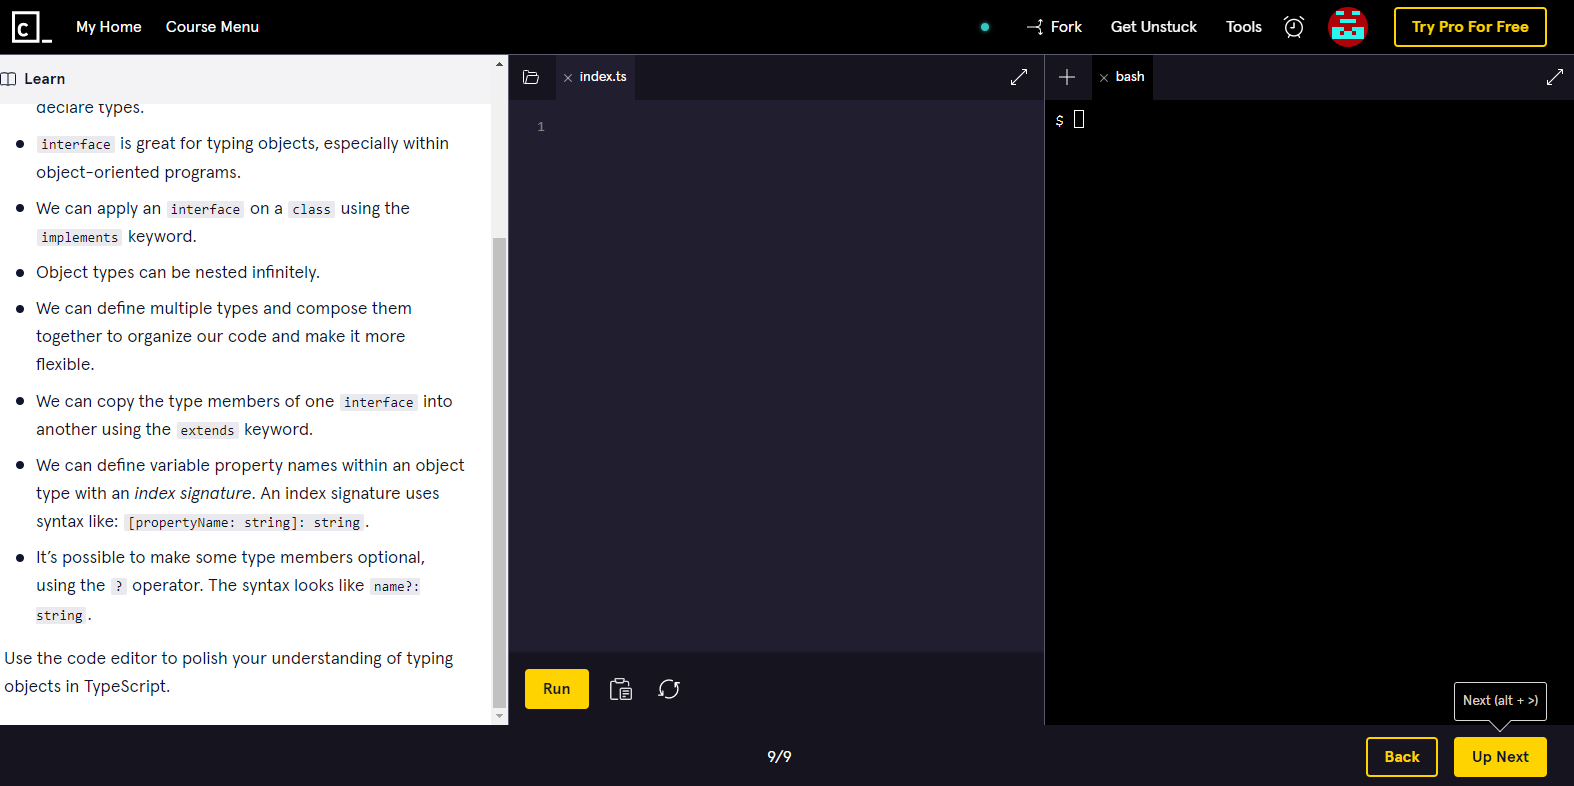 My Home
Course Menu
Fork
Get Unstuck
Tools
Try Pro For Free
Learn
declare types.
interface is great for typing objects, especially within
object-oriented programs.
We can apply an interface on a class using the
implements keyword.
Object types can be nested infinitely.
We can define multiple types and compose them
together to organize our code and make it more
flexible.
We can copy the type members of one interface into
another using the extends keyword.
We can define variable property names within an object
type with an index signature. An index signature uses
syntax like: [propertyName: string]: string.
It’s possible to make some type members optional,
using the ? operator. The syntax looks like name?:
string.
Use the code editor to polish your understanding of typing
objects in TypeScript.
index.ts
1
Run
bash
$
Next (alt + >)
9/9
Back
Up Next